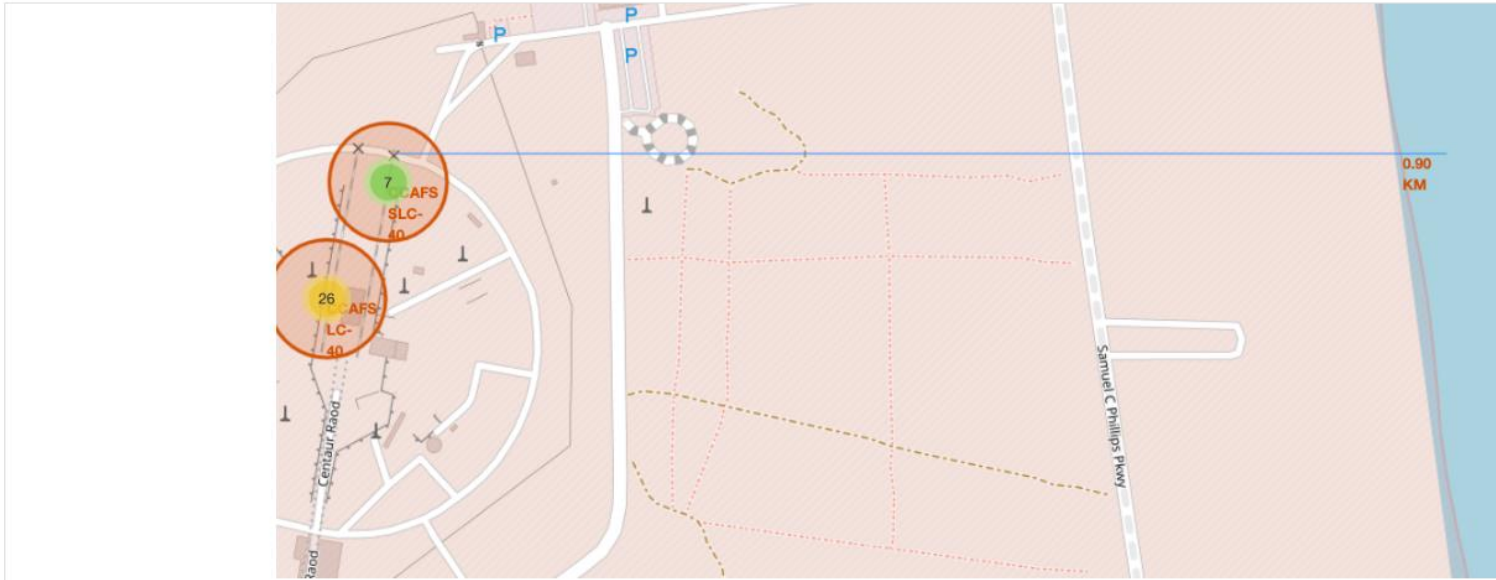 P
P
P
7
CCAFS
SLC-
40
0.90
KM
26
CCAFS
LC-
40
Centaur Raod
Samuel C Phillips Pkwy
Raod